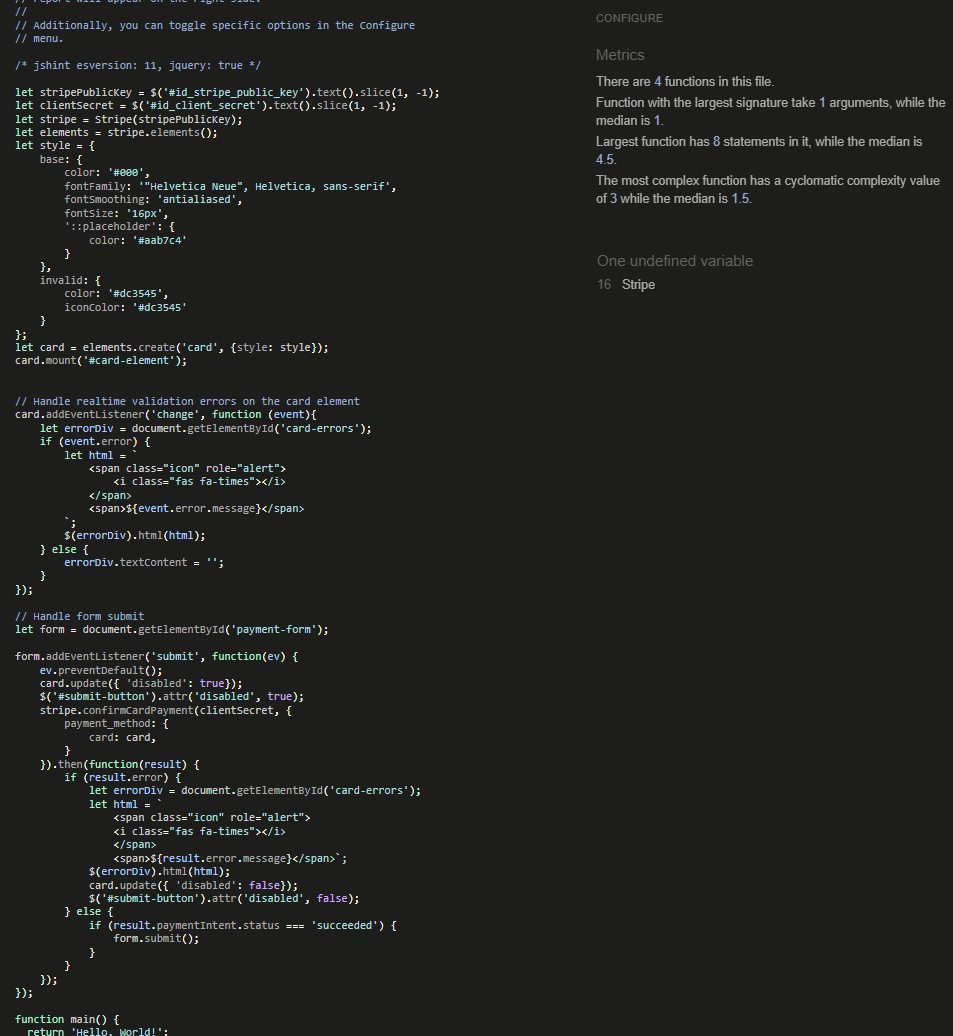 // report will appear on the right side.
//
// Additionally, you can toggle specific options in the Configure
// menu.
/* jshint esversion: 11, jquery: true */
let stripePublicKey = $('#id_stripe_public_key').text().slice(1, -1);
let clientSecret = $('#id_client_secret').text().slice(1, -1);
let stripe = Stripe(stripePublicKey);
let elements = stripe.elements();
let style = {
    base: {
        color: '#000',
        fontFamily: '"Helvetica Neue", Helvetica, sans-serif',
        fontSmoothing: 'antialiased',
        fontSize: '16px',
        '::placeholder': {
            color: '#aab7c4'
        }
    },
    invalid: {
        color: '#dc3545',
        iconColor: '#dc3545'
    }
};
let card = elements.create('card', {style: style});
card.mount('#card-element');
// Handle realtime validation errors on the card element
card.addEventListener('change', function (event){
    let errorDiv = document.getElementById('card-errors');
    if (event.error) {
        let html = `
            <span class="icon" role="alert">
                <i class="fas fa-times"></i>
            </span>
            <span>${event.error.message}</span>
        `;
        $(errorDiv).html(html);
    } else {
        errorDiv.textContent = '';
    }
});
// Handle form submit
let form = document.getElementById('payment-form');
form.addEventListener('submit', function(ev) {
    ev.preventDefault();
    card.update({ 'disabled': true});
    $('#submit-button').attr('disabled', true);
    stripe.confirmCardPayment(clientSecret, {
        payment_method: {
            card: card,
        }
    }).then(function(result) {
        if (result.error) {
            let errorDiv = document.getElementById('card-errors');
            let html = `
                <span class="icon" role="alert">
                <i class="fas fa-times"></i>
                </span>
                <span>${result.error.message}</span>`;
            $(errorDiv).html(html);
            card.update({ 'disabled': false});
            $('#submit-button').attr('disabled', false);
        } else {
            if (result.paymentIntent.status === 'succeeded') {
                form.submit();
            }
        }
    });
});
function main() {
  return 'Hello, World!';
CONFIGURE
Metrics
There are 4 functions in this file.
Function with the largest signature take 1 arguments, while the
median is 1.
Largest function has 8 statements in it, while the median is
4.5.
The most complex function has a cyclomatic complexity value
of 3 while the median is 1.5.
One undefined variable
16 Stripe